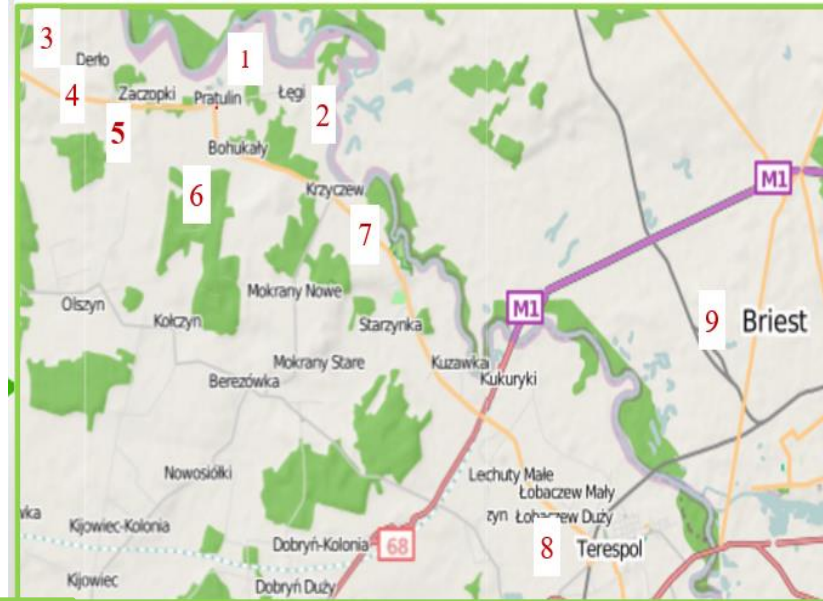 3
1
Derło
4
Zaczopki
Pratulin
Łęgi
2
5
Bohukały
M1
6
Krzyczew
7
Mokrany Nowe
Olszyn
M1
Kołczyn
Starzynka
9
Briest
Mokrany Stare
Kuzawka
Berezówka
Kukuryki
Nowosiółki
Lechuty Małe
Łobaczew Mały
wka
Kijowiec-Kolonia
zyn Łobaczew Duży
Dobryń-Kolonia
68
8
Terespol
Kijowiec
Dobryń Duży